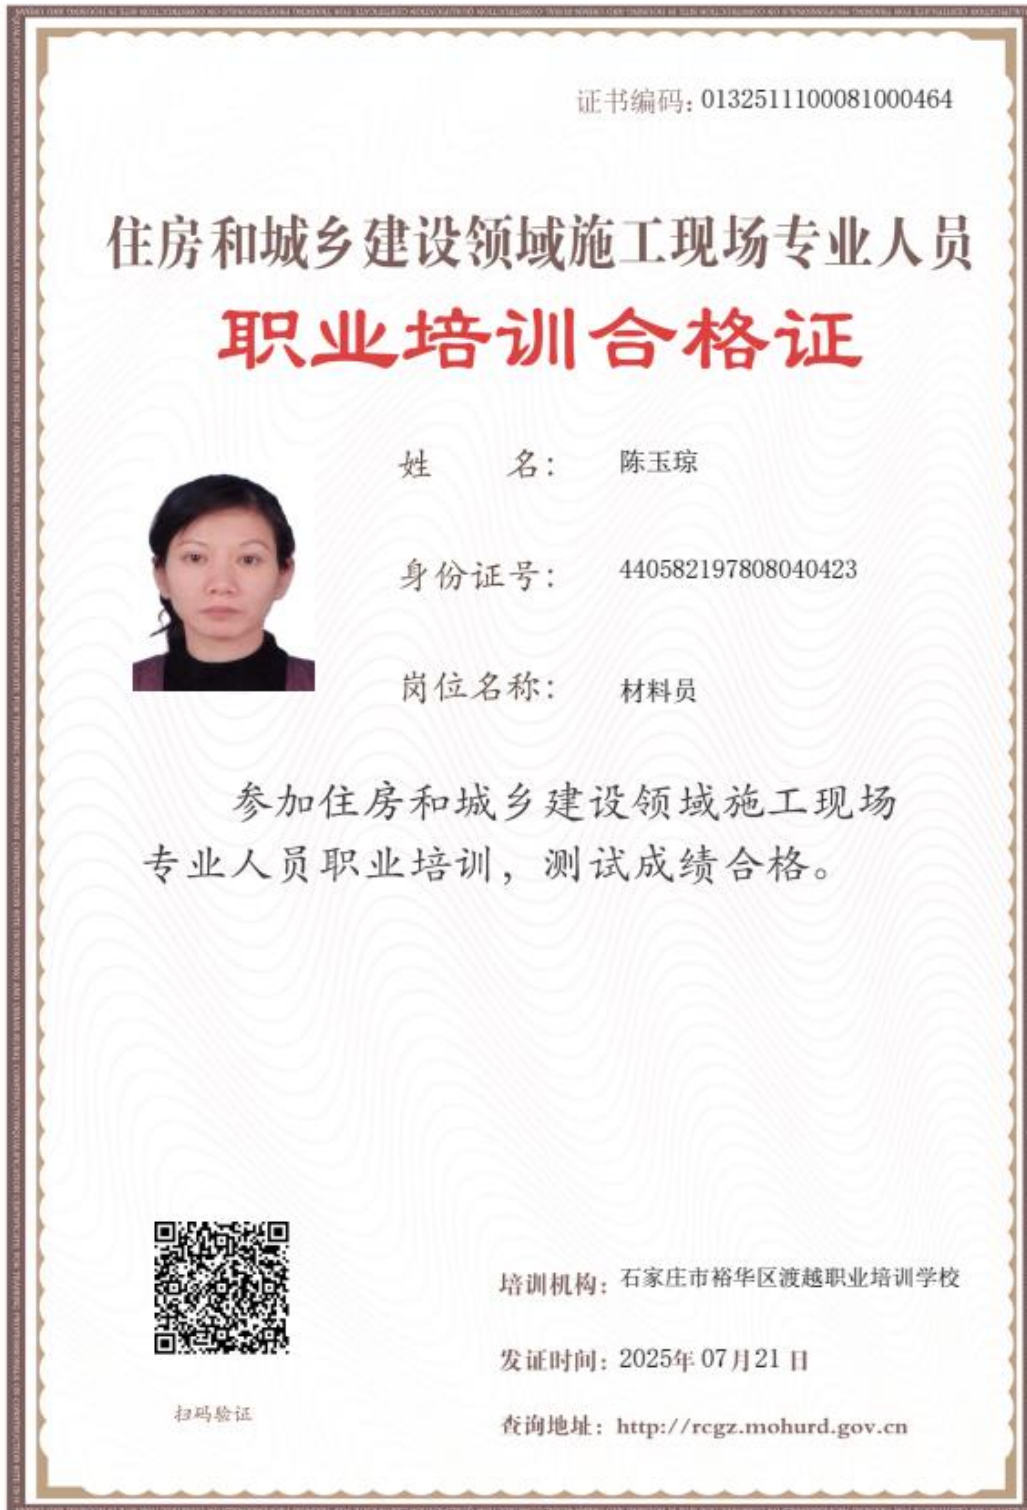 证书编码：0132511100081000464
住房和城乡建设领域施工现场专业人员
职业培训合格证
姓 名： 陈玉琼
身份证号： 440582197808040423
岗位名称： 材料员
参加住房和城乡建设领域施工现场
专业人员职业培训，测试成绩合格。
培训机构：石家庄市裕华区渡越职业培训学校
发证时间：2025年 07月21 日
扫码验证
查询地址：http://rcgz.mohurd.gov.cn